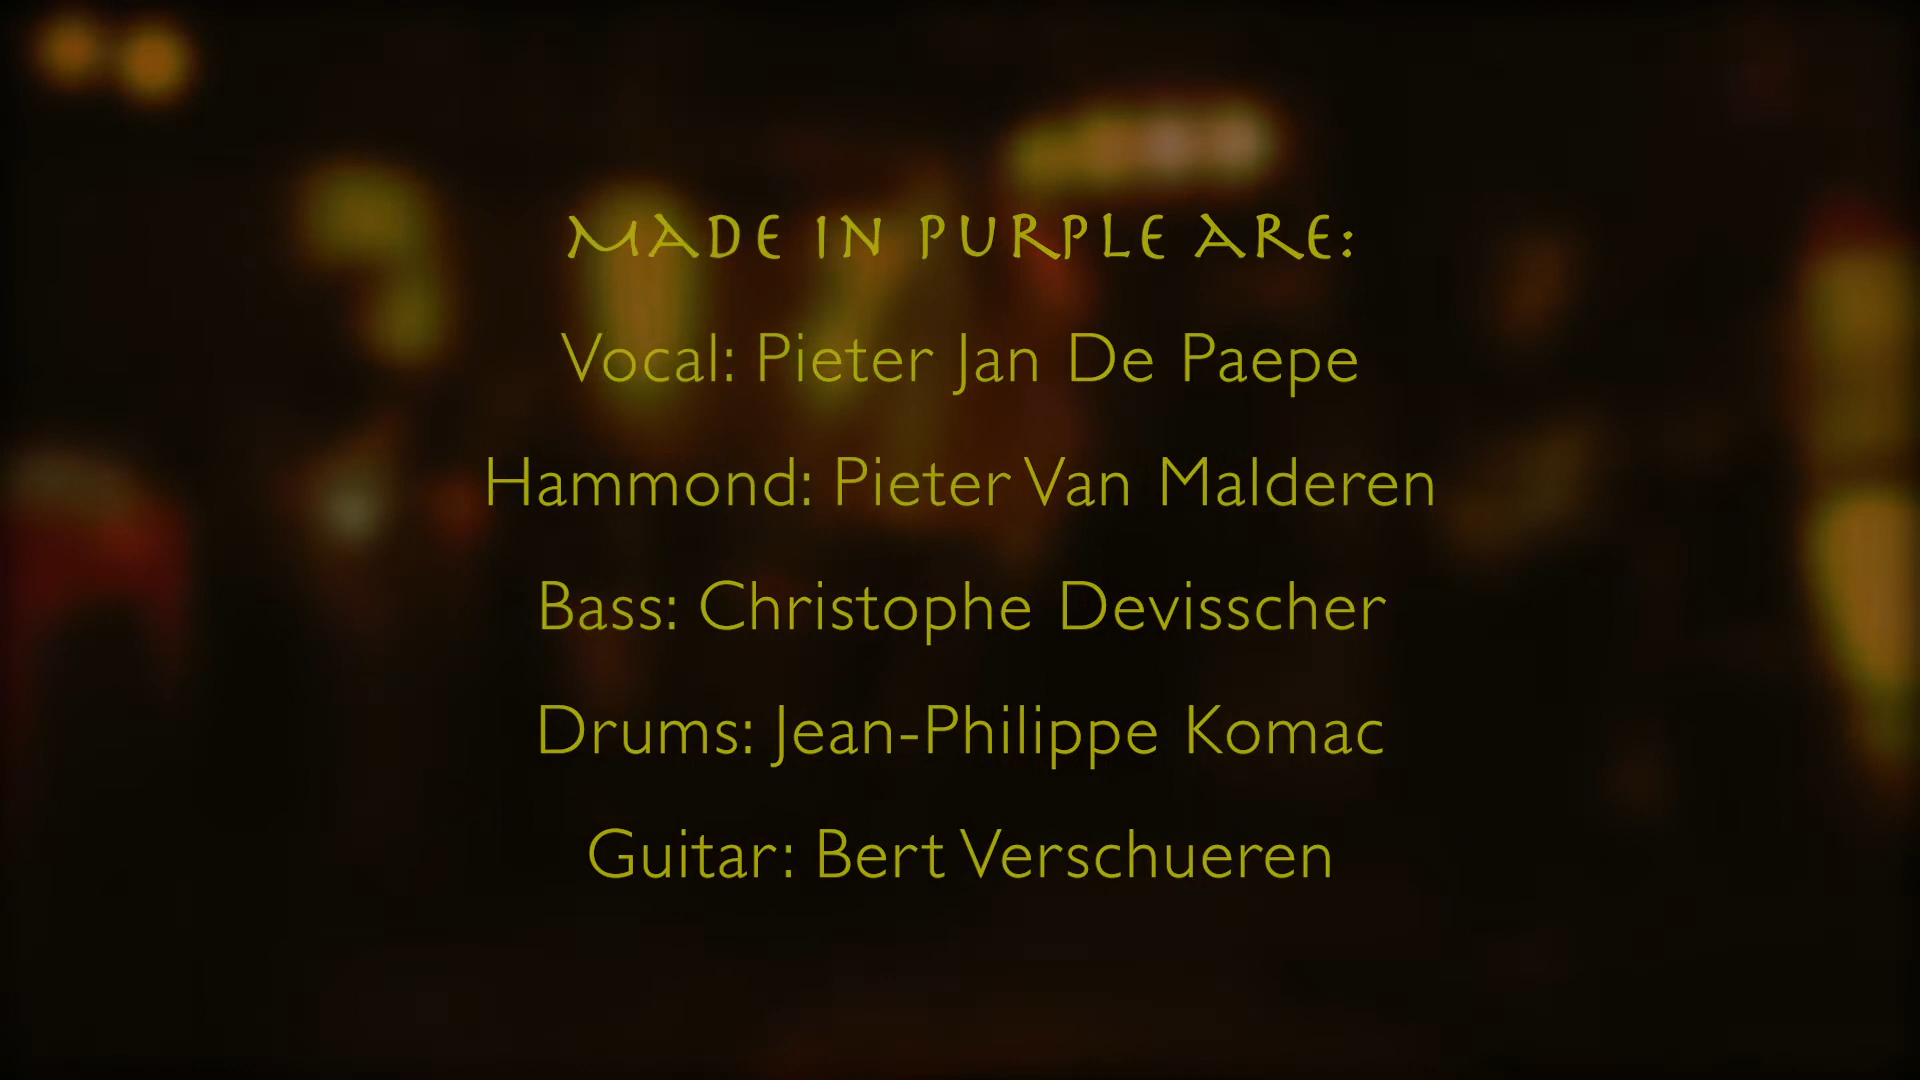 MADE IN PURPLE ARE:
Vocal: Pieter Jan De Paepe
Hammond: Pieter Van Malderen
Bass: Christophe Devisscher
Drums: Jean-Philippe Komac
Guitar: Bert Verschueren